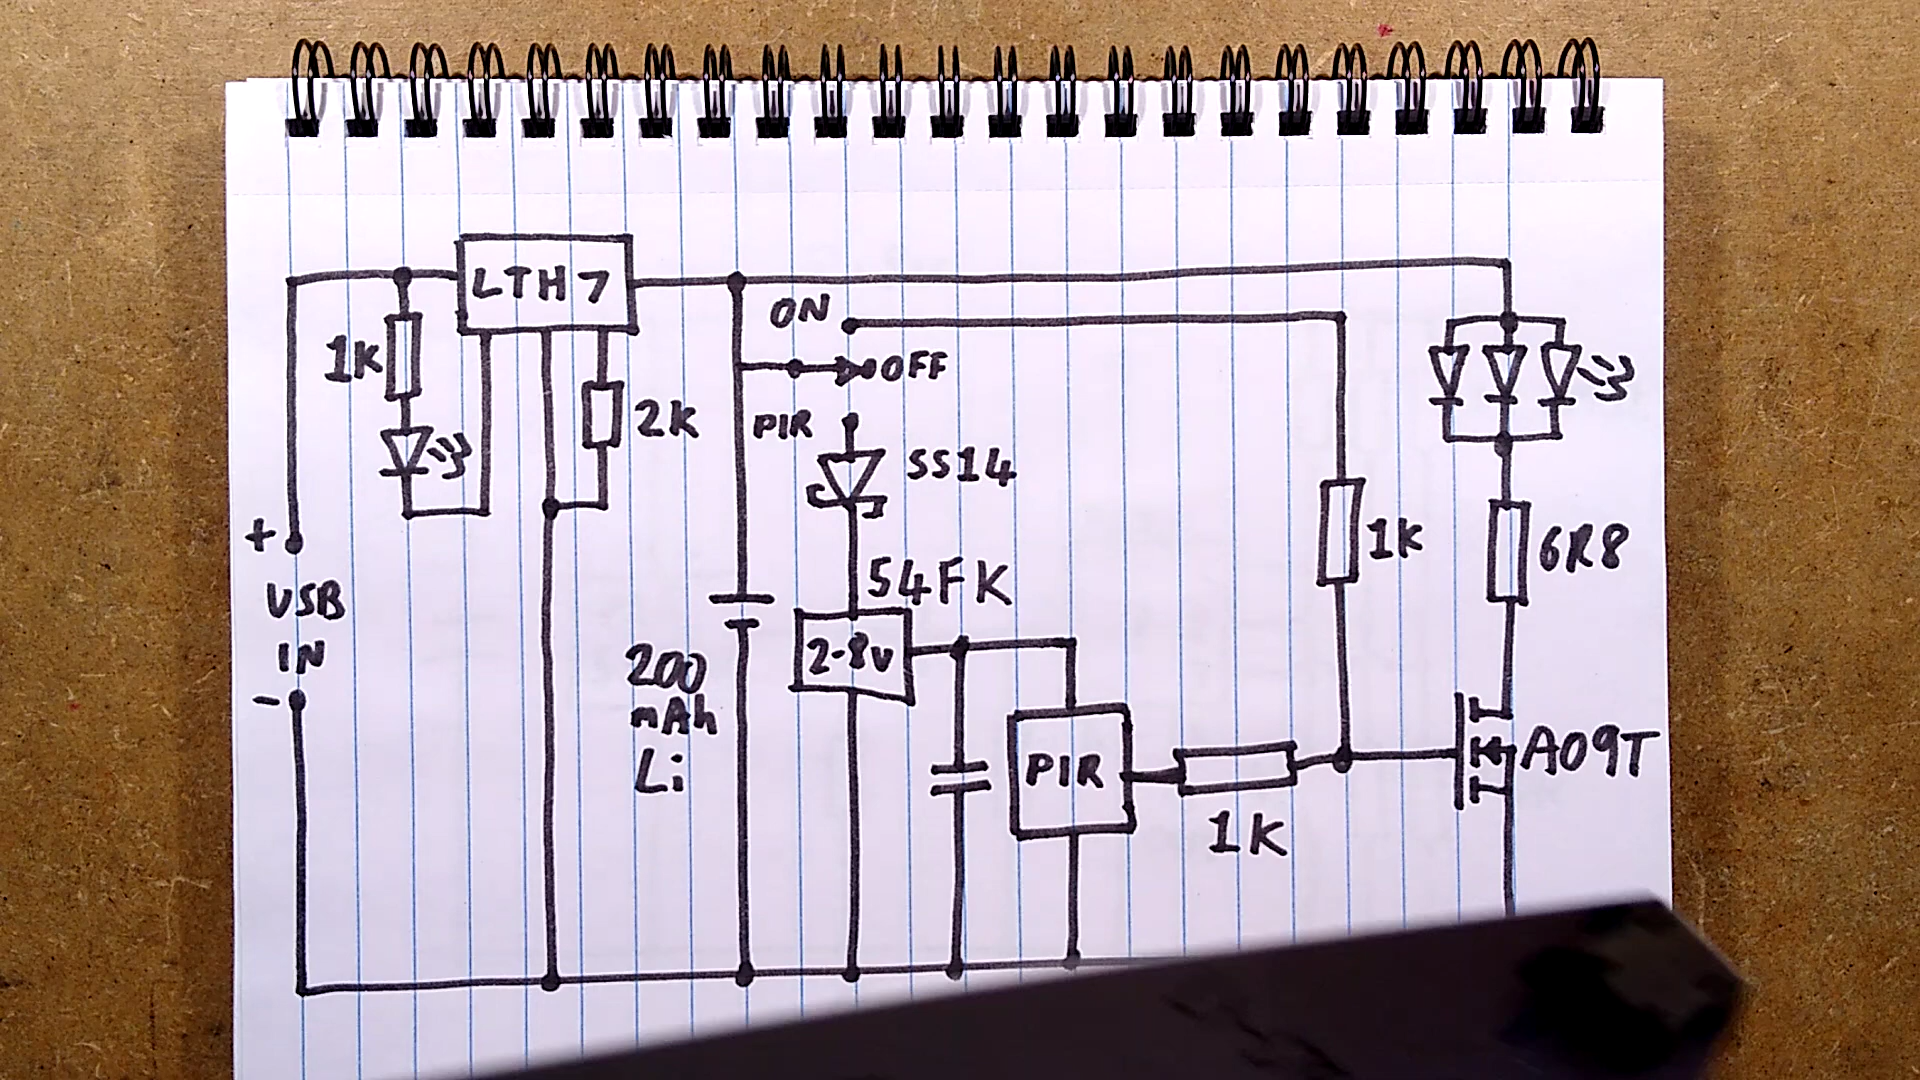 LTH7
1K
2K
+
USB
IN
-
200
mAh
Li
ON
OFF
PIR
SS14
54FK
2-8V
PIR
1K
1K
6R8
A09T